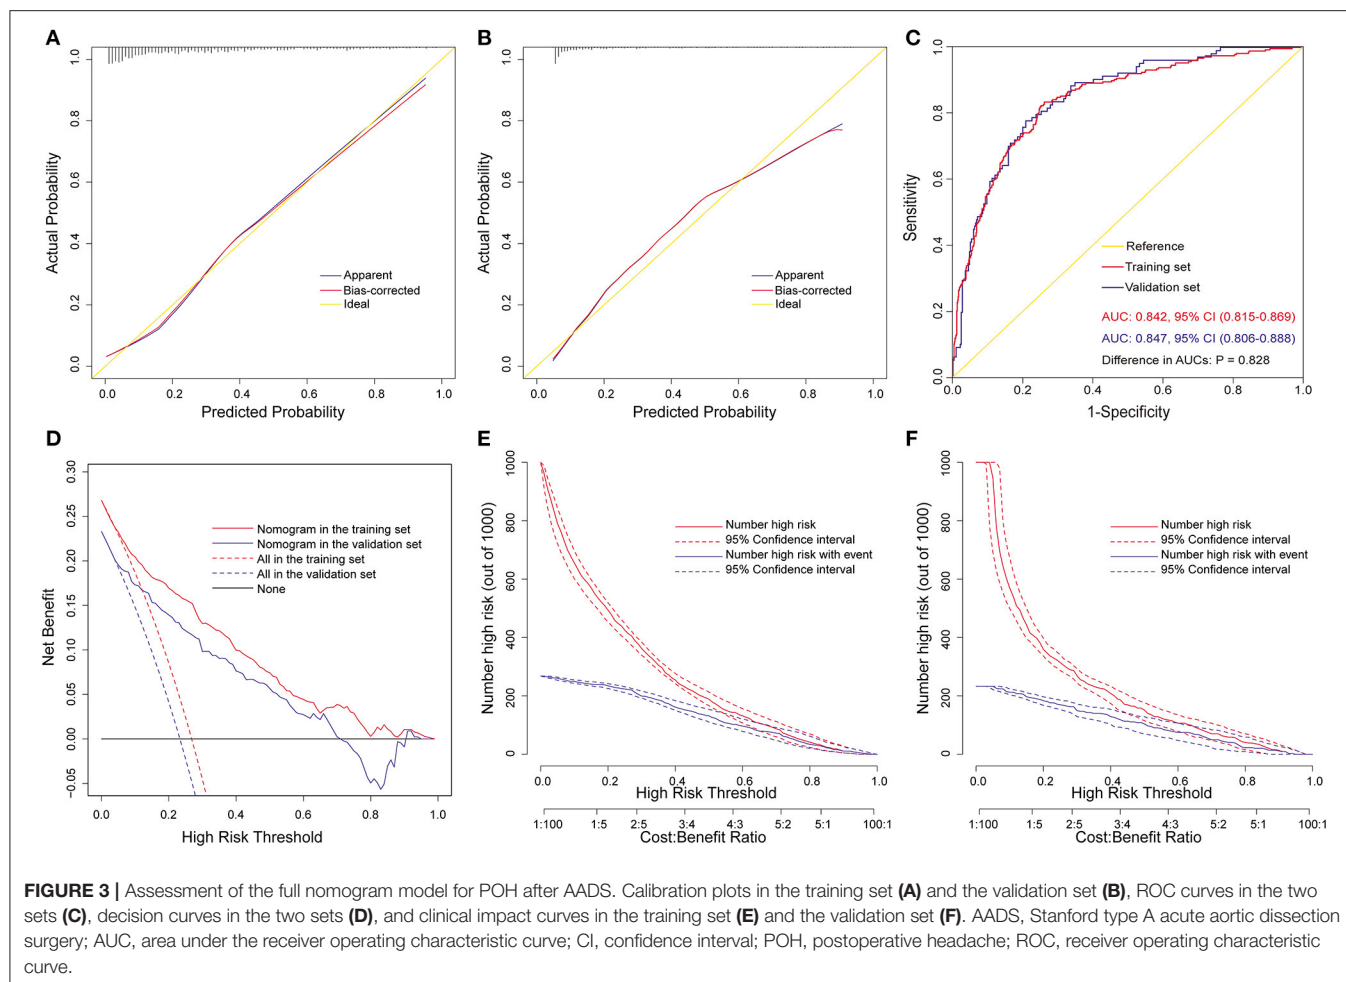 A
1.0
0.8
0.6
0.4
0.2
0.0
Actual Probability
Apparent
Bias-corrected
Ideal
0.0 0.2 0.4 0.6 0.8 1.0
Predicted Probability
B
1.0
0.8
0.6
0.4
0.2
0.0
Actual Probability
Apparent
Bias-corrected
Ideal
0.0 0.2 0.4 0.6 0.8 1.0
Predicted Probability
C
1.0
0.8
0.6
0.4
0.2
0.0
Sensitivity
Reference
Training set
Validation set
AUC: 0.842, 95% CI (0.815-0.869)
AUC: 0.847, 95% CI (0.806-0.888)
Difference in AUCs: P = 0.828
0.0 0.2 0.4 0.6 0.8 1.0
1-Specificity
D
0.30
0.25
0.20
0.15
0.10
0.05
0.00
−0.05
Net Benefit
Nomogram in the training set
Nomogram in the validation set
All in the training set
All in the validation set
None
0.0 0.2 0.4 0.6 0.8 1.0
High Risk Threshold
E
1000
800
600
400
200
0
Number high risk (out of 1000)
Number high risk
95% Confidence interval
Number high risk with event
95% Confidence interval
0.0 0.2 0.4 0.6 0.8 1.0
High Risk Threshold
1:100 1:5 2:5 3:4 4:3 5:2 5:1 100:1
Cost:Benefit Ratio
F
1000
800
600
400
200
0
Number high risk (out of 1000)
Number high risk
95% Confidence interval
Number high risk with event
95% Confidence interval
0.0 0.2 0.4 0.6 0.8 1.0
High Risk Threshold
1:100 1:5 2:5 3:4 4:3 5:2 5:1 100:1
Cost:Benefit Ratio
FIGURE 3 | Assessment of the full nomogram model for POH after AADS. Calibration plots in the training set (A) and the validation set (B), ROC curves in the two
sets (C), decision curves in the two sets (D), and clinical impact curves in the training set (E) and the validation set (F). AADS, Stanford type A acute aortic dissection
surgery; AUC, area under the receiver operating characteristic curve; CI, confidence interval; POH, postoperative headache; ROC, receiver operating characteristic
curve.